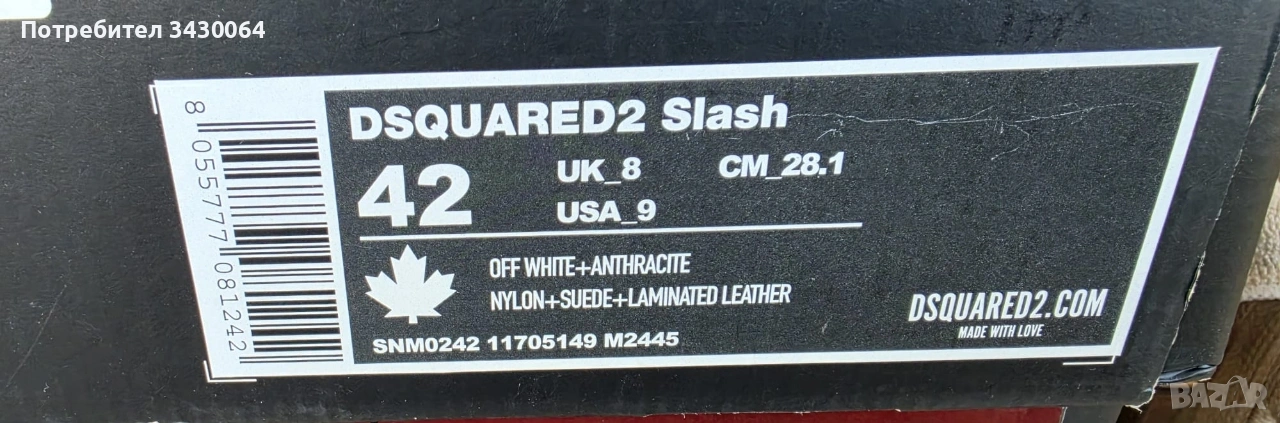 Потребител 3430064
DSQUARED2 Slash
42
UK_8 CM_28.1
USA_9
OFF WHITE+ANTHRACITE
NYLON+SUEDE+LAMINATED LEATHER
SNM0242 11705149 M2445
DSQUARED2.COM
MADE WITH LOVE
8 055777 081242
BAZAR